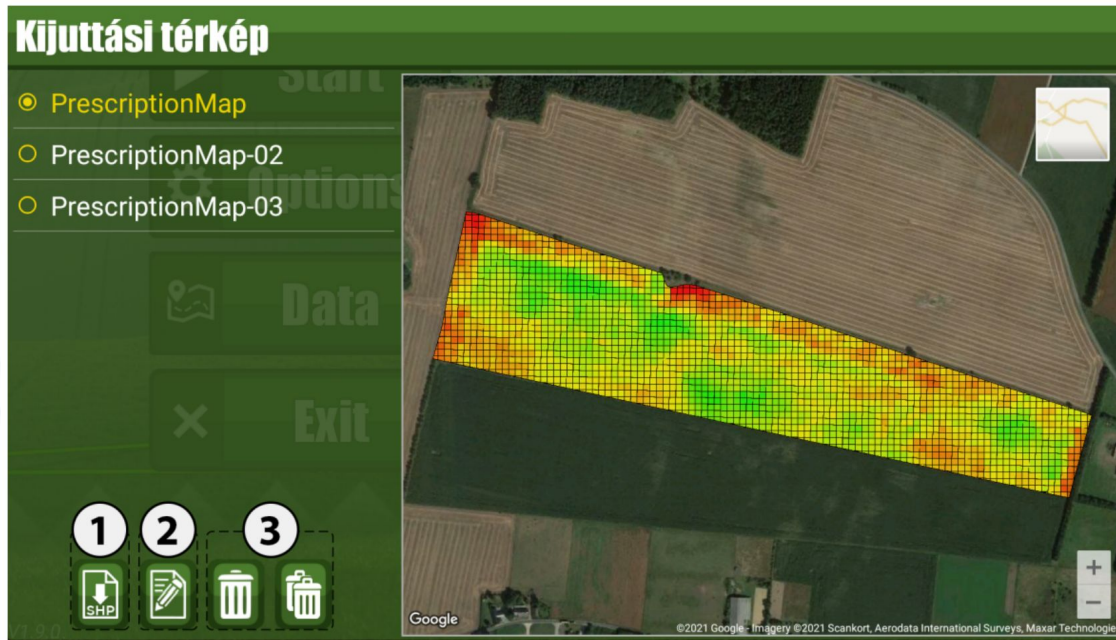 Kijuttási térkép
Start
PrescriptionMap
PrescriptionMap-02
Options
PrescriptionMap-03
Data
Exit
1
2
3
SHP
+
−
Google
©2021 Google - Imagery ©2021 Scankort, Aerodata International Surveys, Maxar Technologie